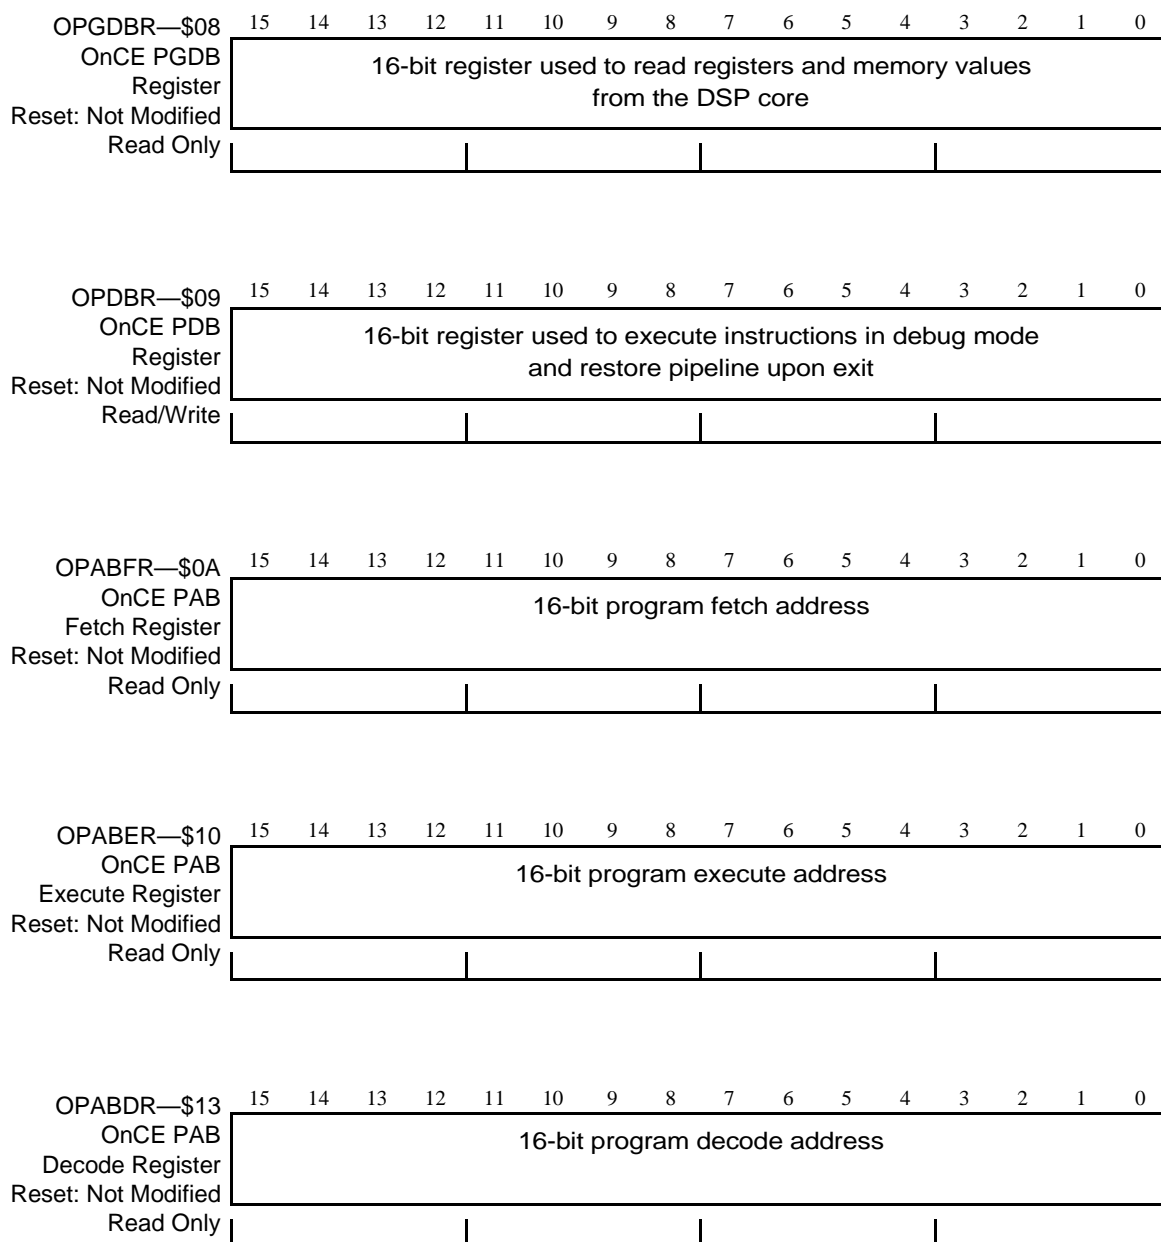 OPGDBR—$08 15 14 13 12 11 10 9 8 7 6 5 4 3 2 1 0
OnCE PGDB
Register
Reset: Not Modified
Read Only
16-bit register used to read registers and memory values
from the DSP core
OPDBR—$09 15 14 13 12 11 10 9 8 7 6 5 4 3 2 1 0
OnCE PDB
Register
Reset: Not Modified
Read/Write
16-bit register used to execute instructions in debug mode
and restore pipeline upon exit
OPABFR—$0A 15 14 13 12 11 10 9 8 7 6 5 4 3 2 1 0
OnCE PAB
Fetch Register
Reset: Not Modified
Read Only
16-bit program fetch address
OPABER—$10 15 14 13 12 11 10 9 8 7 6 5 4 3 2 1 0
OnCE PAB
Execute Register
Reset: Not Modified
Read Only
16-bit program execute address
OPABDR—$13 15 14 13 12 11 10 9 8 7 6 5 4 3 2 1 0
OnCE PAB
Decode Register
Reset: Not Modified
Read Only
16-bit program decode address